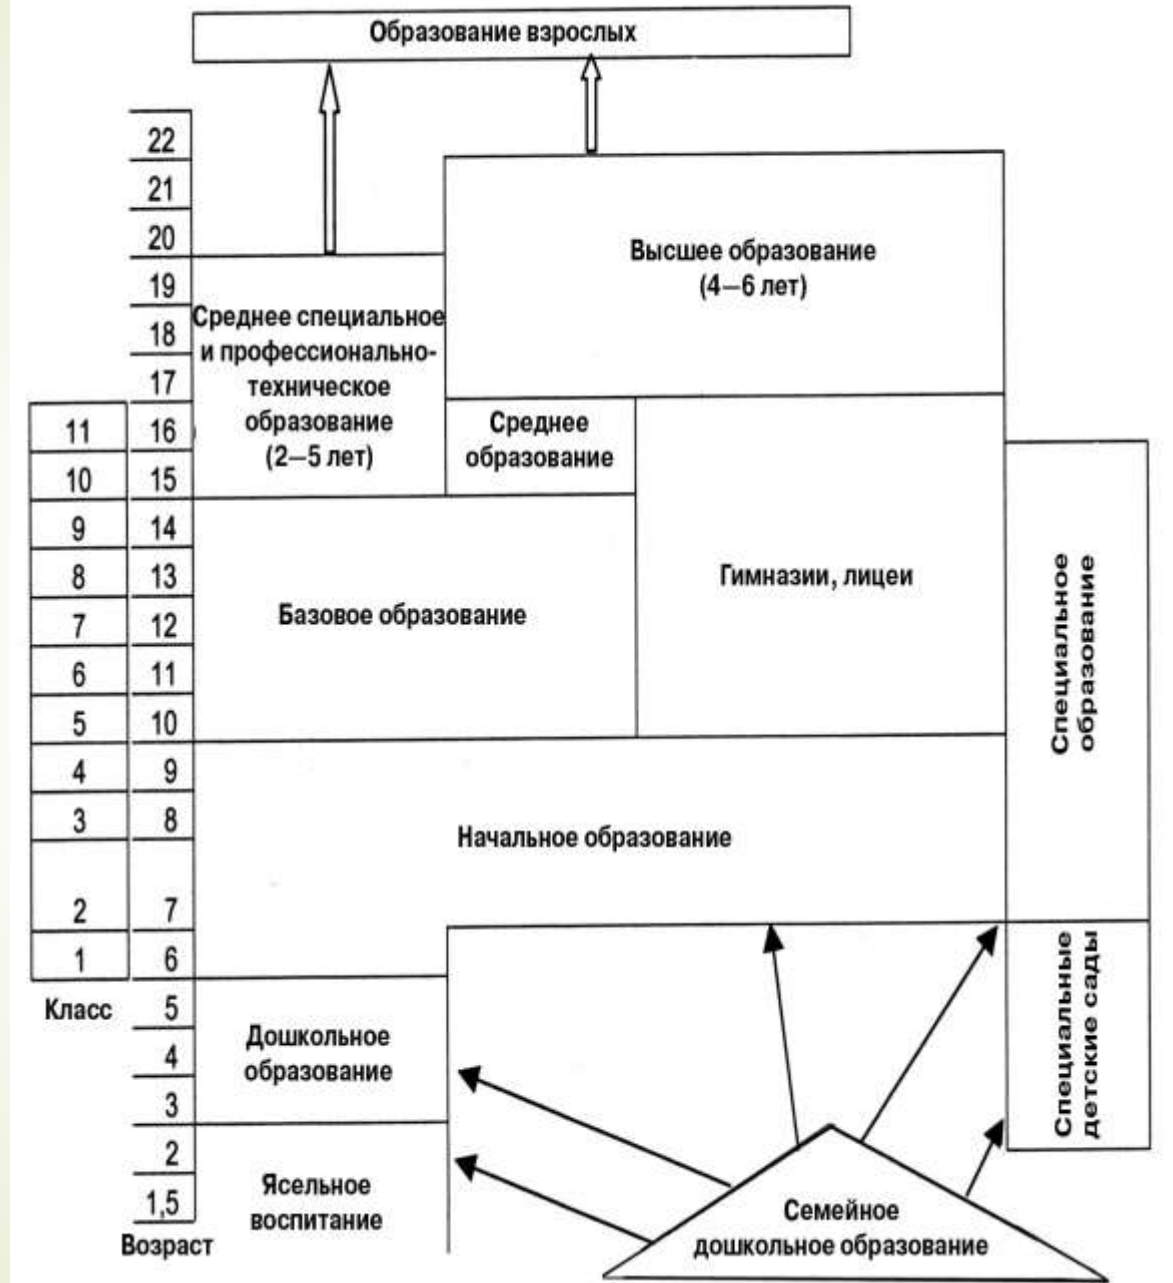 Образование взрослых
22
21
20
19
18
17
11 16
10 15
9 14
8 13
7 12
6 11
5 10
4 9
3 8
2 7
1 6
Класс
5
4
3
2
1,5
Возраст
Высшее образование
(4—6 лет)
Среднее специальное
и профессионально-
техническое
образование
(2—5 лет)
Среднее
образование
Гимназии, лицеи
Базовое образование
Специальное
образование
Начальное образование
Дошкольное
образование
Специальные
детские сады
Ясельное
воспитание
Семейное
дошкольное образование